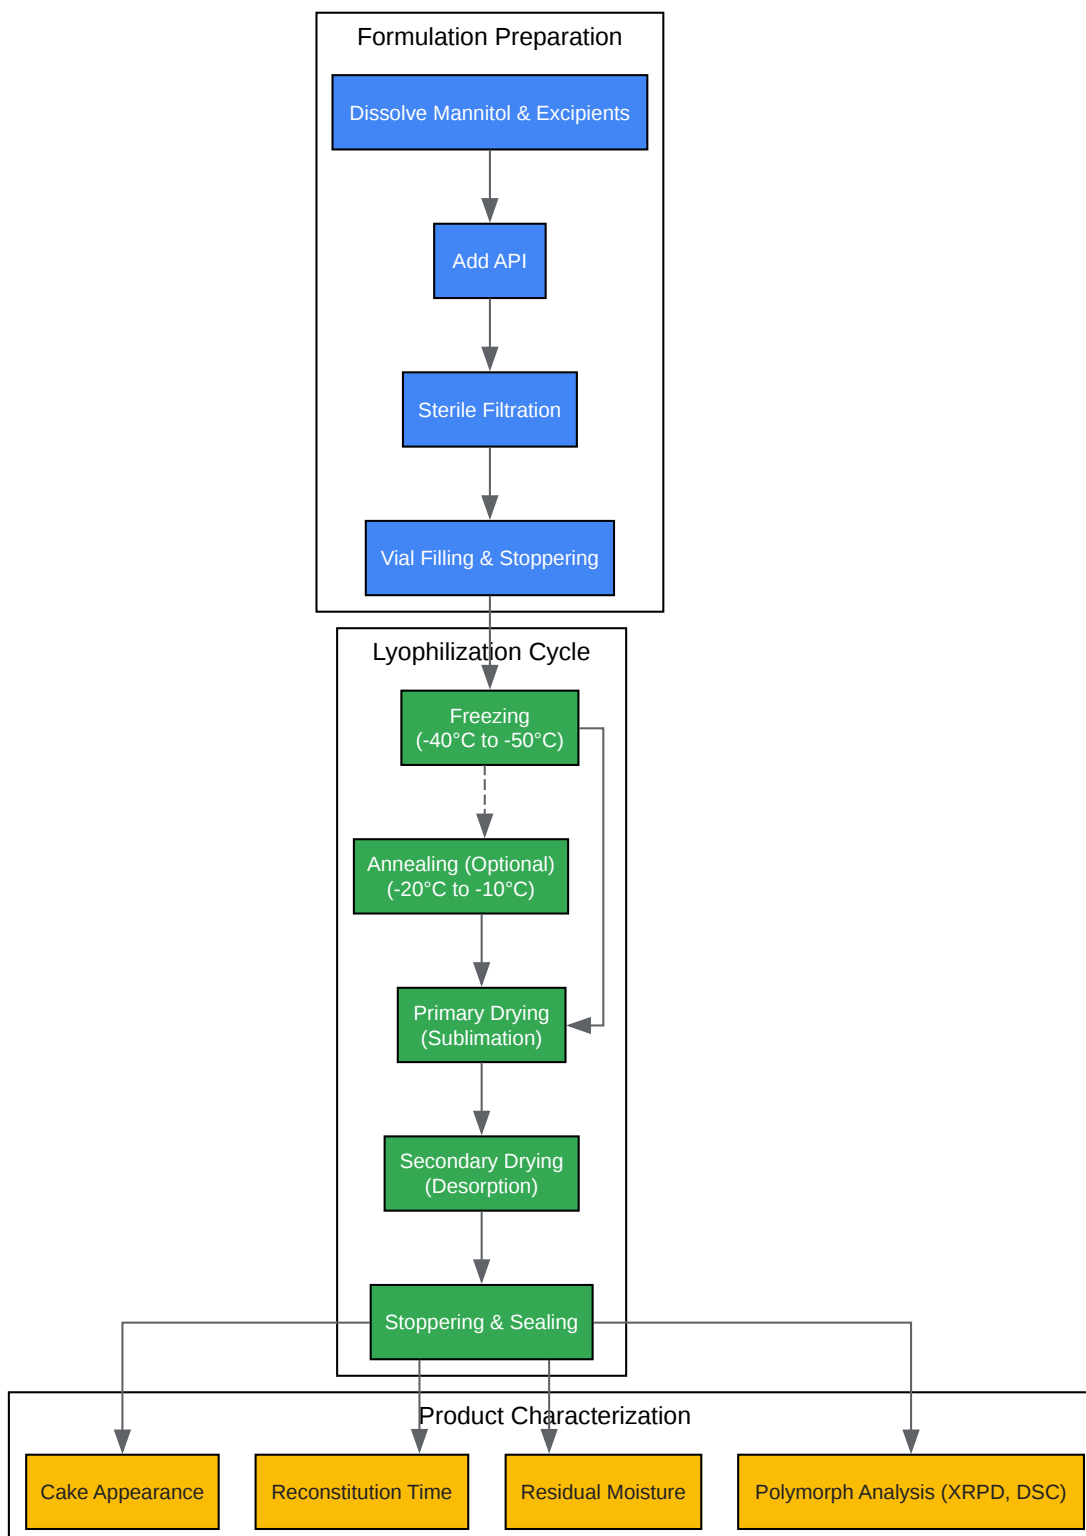 Formulation Preparation
Dissolve Mannitol & Excipients
Add API
Sterile Filtration
Vial Filling & Stoppering
Lyophilization Cycle
Freezing
(-40°C to -50°C)
Annealing (Optional)
(-20°C to -10°C)
Primary Drying
(Sublimation)
Secondary Drying
(Desorption)
Stoppering & Sealing
Product Characterization
Cake Appearance
Reconstitution Time
Residual Moisture
Polymorph Analysis (XRPD, DSC)